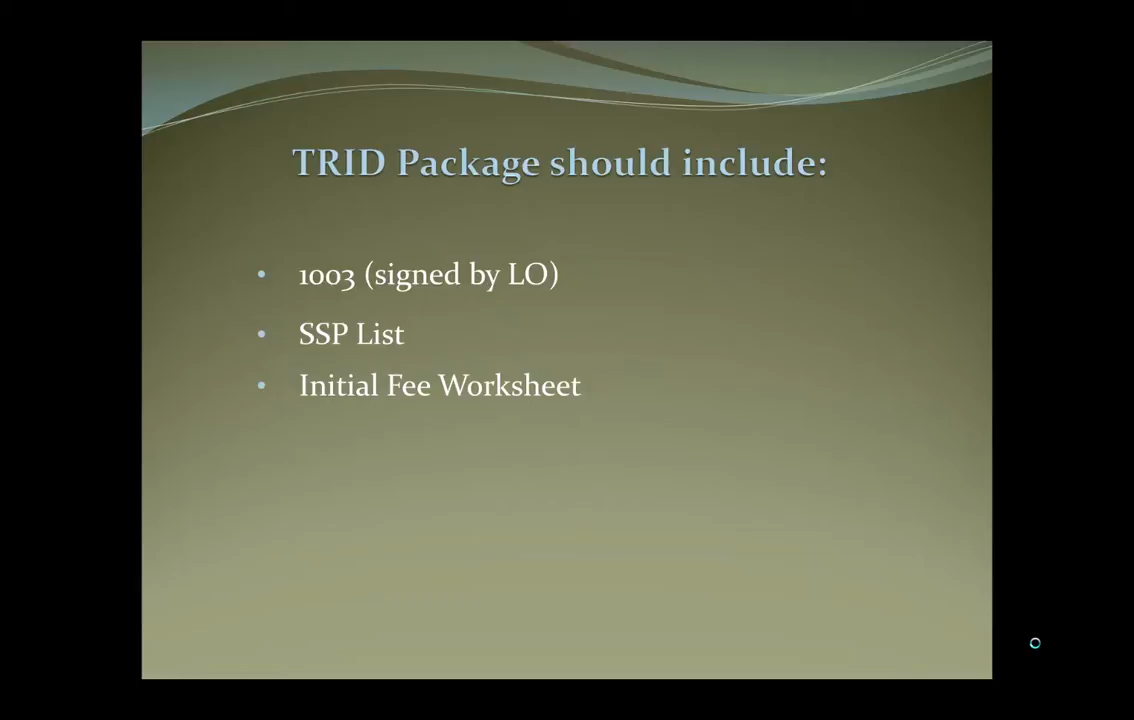 TRID Package should include:
• 1003 (signed by LO)
• SSP List
• Initial Fee Worksheet